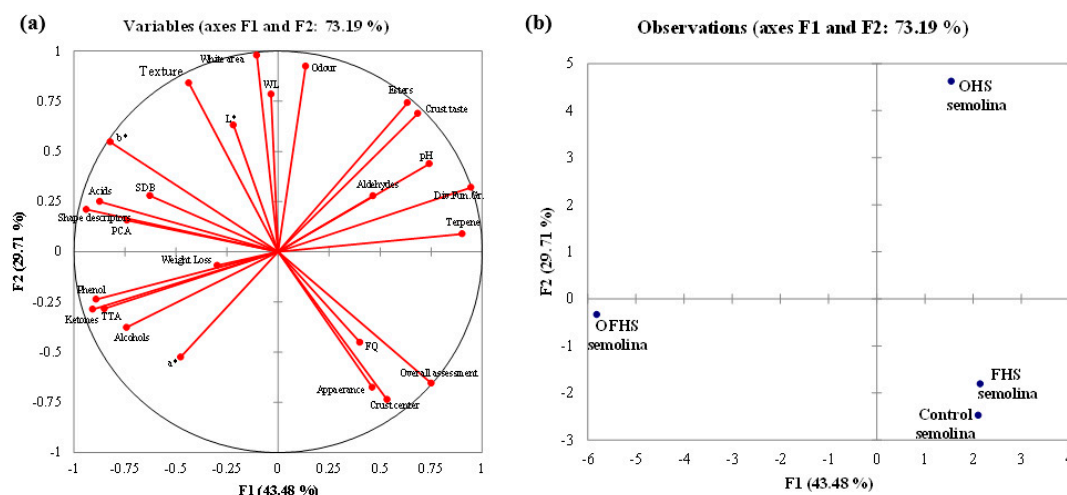 (a)
Variables (axes F1 and F2: 73.19 %)
1
White area
Odour
Texture
WL
0.75
Esters
Crust taste
L*
b*
0.5
pH
Aldehydes
Div.Fun.Gr.
SDB
Acids
0.25
Shape descriptors
PCA
Terpene
0
Weight Loss
Phenol
-0.25
Ketones
TTA
Alcohols
FQ
-0.5
a*
Overall assessment
Appaerance
Crust.center
-0.75
-1
-1 -0.75 -0.5 -0.25 0 0.25 0.5 0.75 1
F1 (43.48 %)
F2 (29.71 %)
(b)
Observations (axes F1 and F2: 73.19 %)
5
OHS
semolina
4
3
2
1
0
OFHS
semolina
-1
FHS
semolina
-2
Control
semolina
-3
-6 -5 -4 -3 -2 -1 0 1 2 3 4
F1 (43.48 %)
F2 (29.71 %)